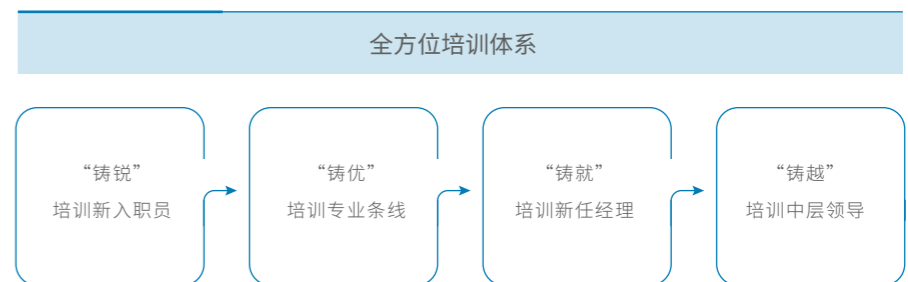 全方位培训体系
“铸锐”
培训新入职员
“铸优”
培训专业条线
“铸就”
培训新任经理
“铸越”
培训中层领导